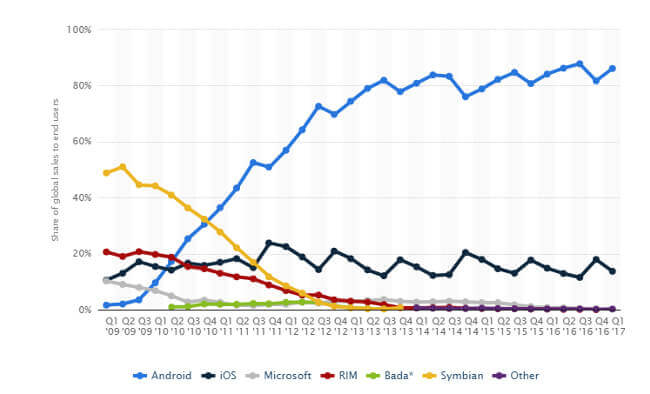 100%
80%
60%
40%
20%
0%
Share of global sales to end users
Q1 Q2 Q3 Q1 Q2 Q3 Q4 Q1 Q2 Q3 Q4 Q1 Q2 Q3 Q4 Q1 Q2 Q3 Q4 Q1 Q2 Q3 Q4 Q1 Q2 Q3 Q4 Q1 Q2 Q3 Q4 Q1
'09 '09 '09 '10 '10 '10 '10 '11 '11 '11 '11 '12 '12 '12 '12 '13 '13 '13 '13 '14 '14 '14 '14 '15 '15 '15 '15 '16 '16 '16 '16 '17
Android iOS Microsoft RIM Bada* Symbian Other